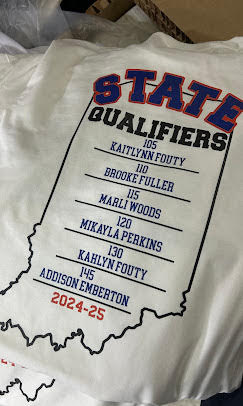 STATE
QUALIFIERS
105
KAITLYNN FOUTY
110
BROOKE FULLER
115
MARLI WOODS
120
MIKAYLA PERKINS
130
KAHLYN FOUTY
145
ADDISON EMBERTON
2024-25